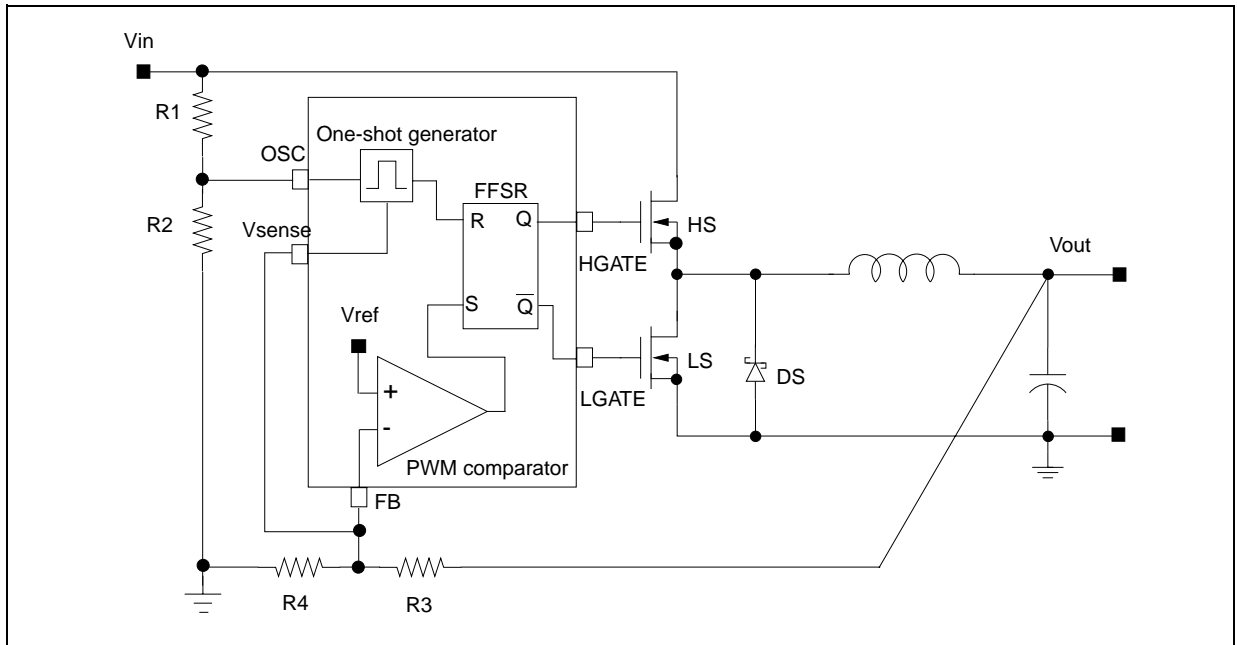 Vin
R1
One-shot generator
OSC
FFSR
R2
R Q
HS
Vsense
Vout
HGATE
S Q
Vref
LS
DS
+
LGATE
-
PWM comparator
FB
R4
R3